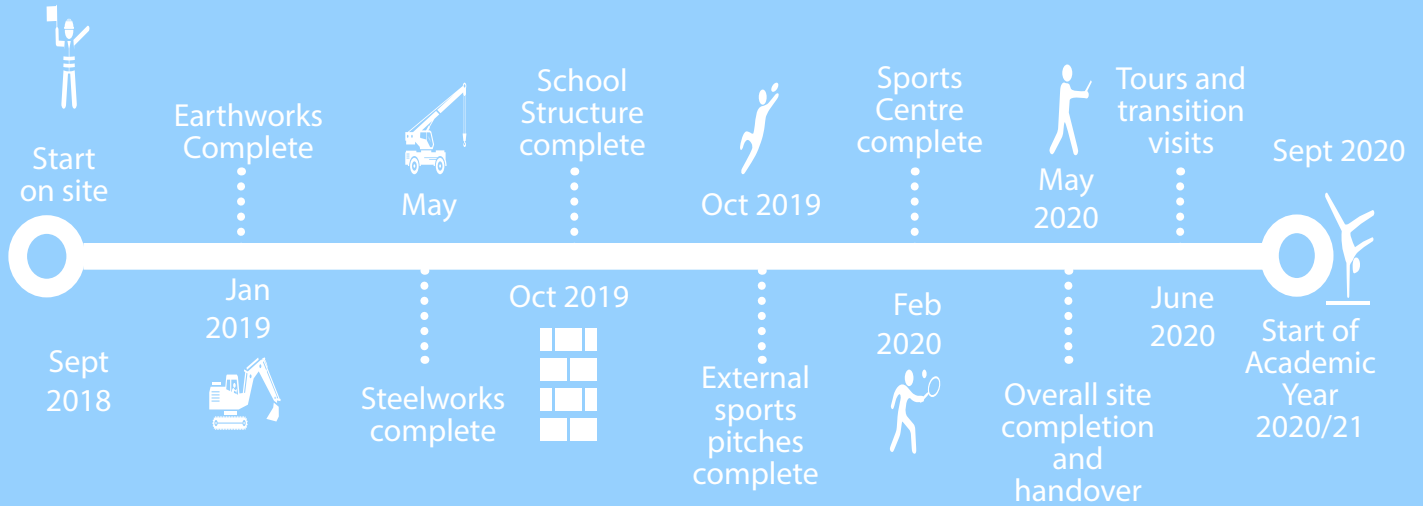 Start
on site
Sept
2018
Earthworks
Complete
Jan
2019
May
Steelworks
complete
School
Structure
complete
Oct 2019
Oct 2019
External
sports
pitches
complete
Sports
Centre
complete
Feb
2020
May
2020
Overall site
completion
and
handover
Tours and
transition
visits
June
2020
Sept 2020
Start of
Academic
Year
2020/21